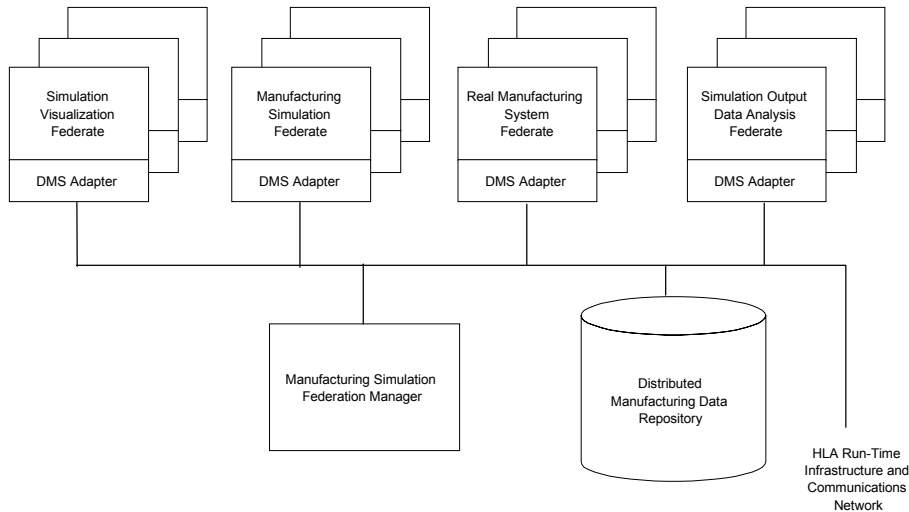 Simulation
Visualization
Federate
DMS Adapter
Manufacturing
Simulation
Federate
DMS Adapter
Real Manufacturing
System
Federate
DMS Adapter
Simulation Output
Data Analysis
Federate
DMS Adapter
Manufacturing Simulation
Federation Manager
Distributed
Manufacturing Data
Repository
HLA Run-Time
Infrastructure and
Communications
Network